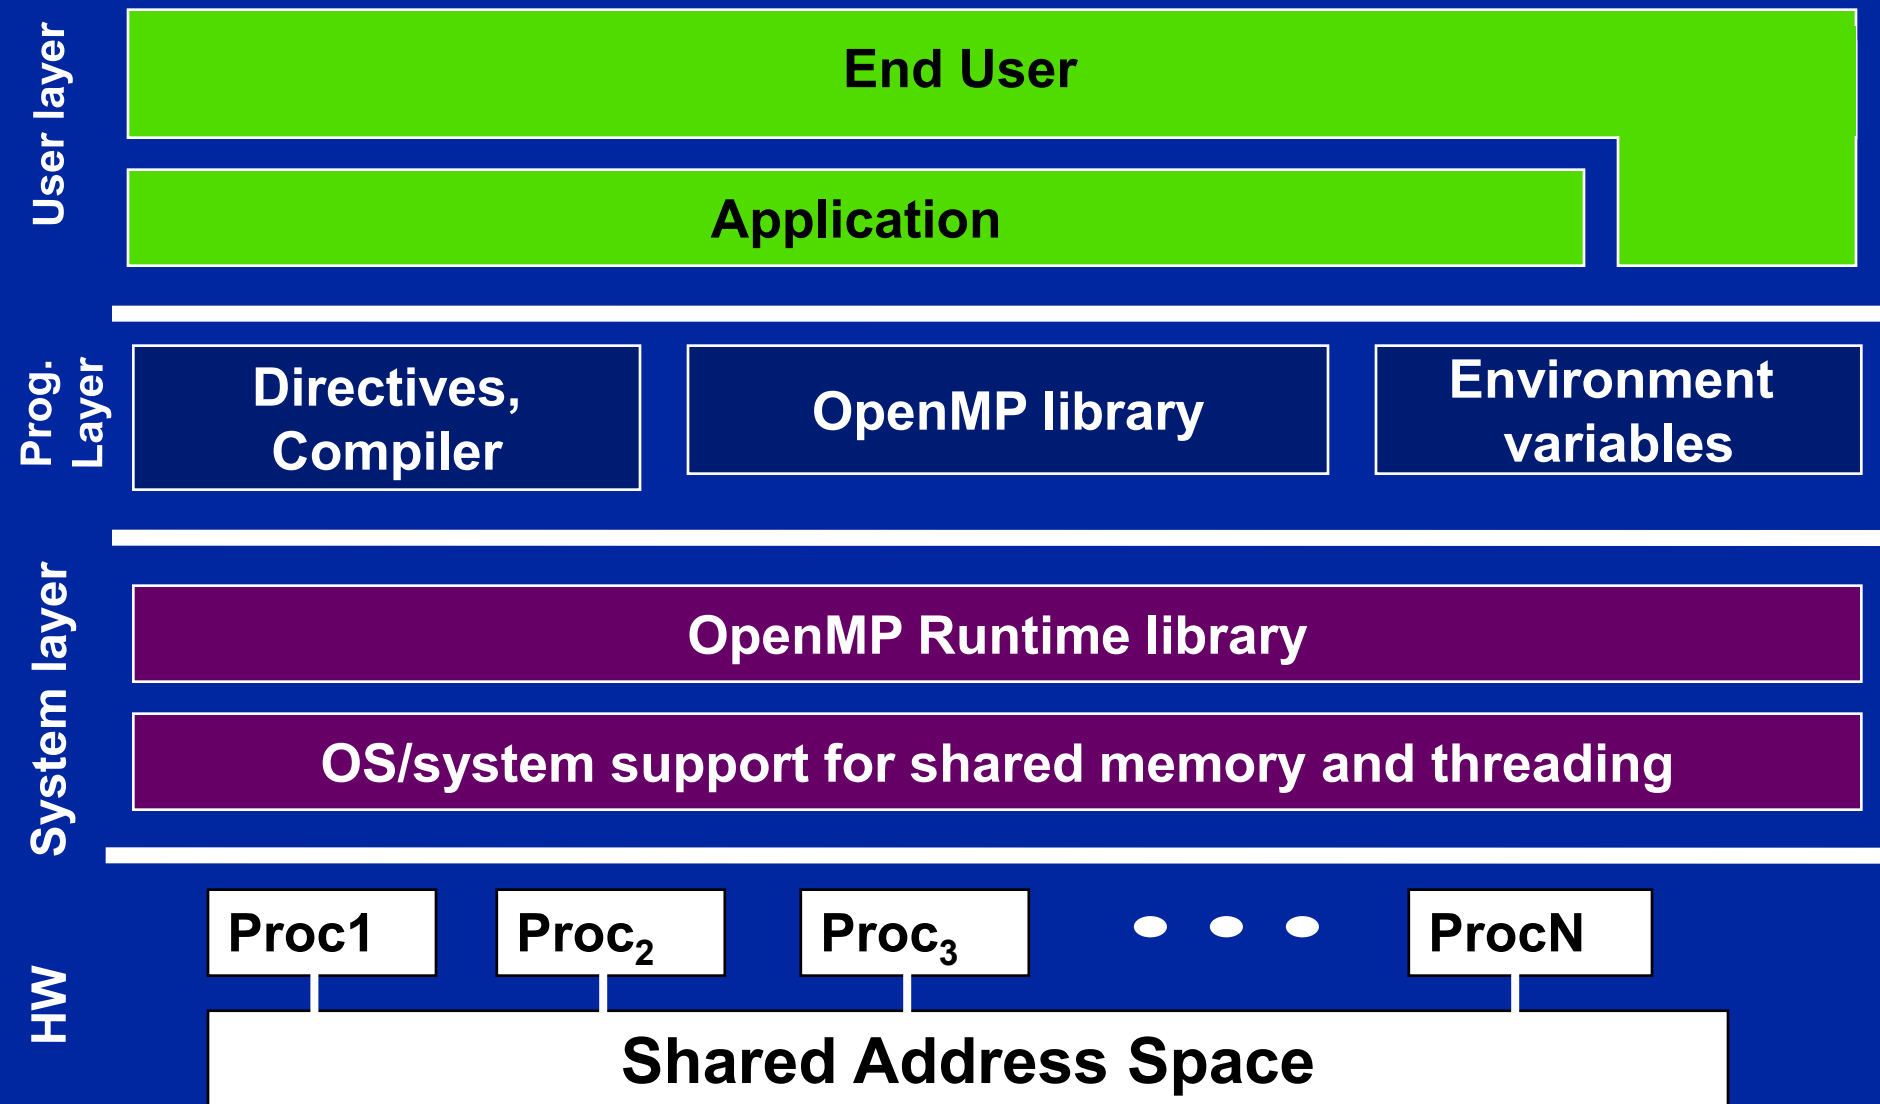 User layer
End User
Application
Prog.
Layer
Directives,
Compiler
OpenMP library
Environment
variables
System layer
OpenMP Runtime library
OS/system support for shared memory and threading
HW
Proc1
Proc₂
Proc₃
ProcN
Shared Address Space